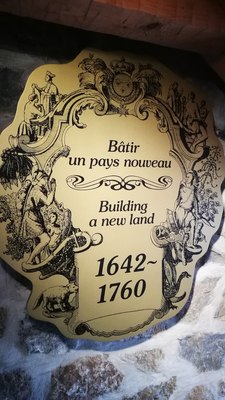 Bâtir
un pays nouveau
Building
a new land
1642~
1760